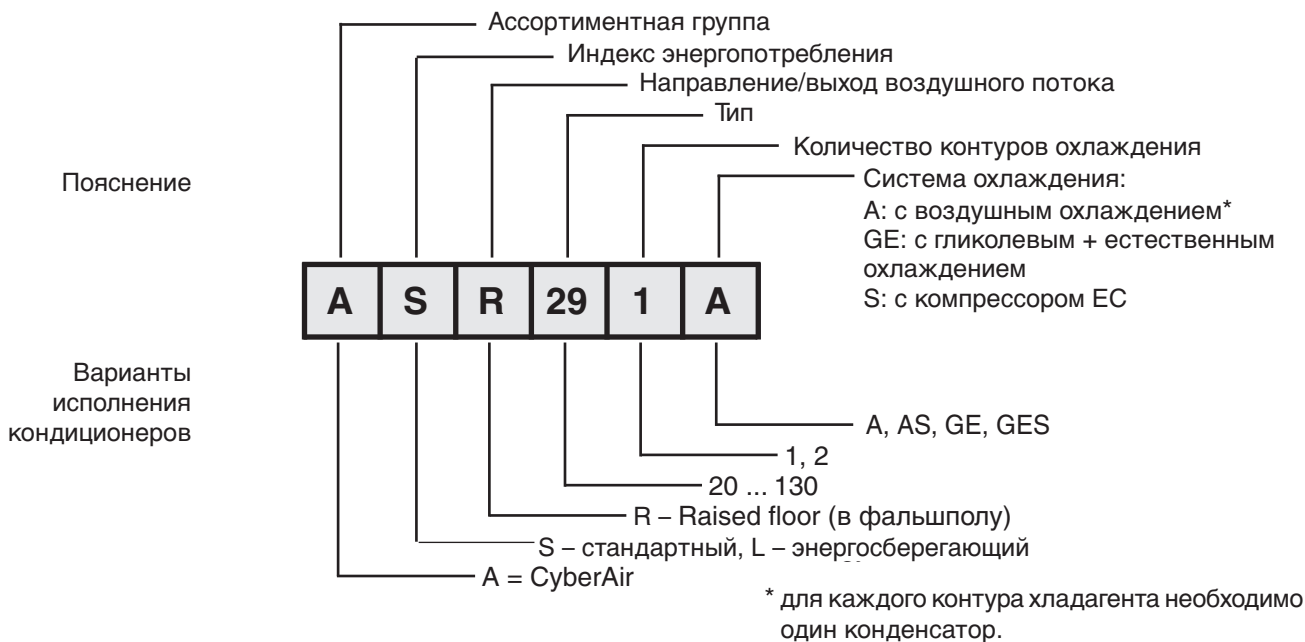 Ассортиментная группа
Индекс энергопотребления
Направление/выход воздушного потока
Тип
Количество контуров охлаждения
Пояснение
Система охлаждения:
A: с воздушным охлаждением*
GE: с гликолевым + естественным
охлаждением
S: с компрессором EC
A S R 29 1 A
Варианты
исполнения
кондиционеров
A, AS, GE, GES
1, 2
20 ... 130
R – Raised floor (в фальшполу)
S – стандартный, L – энергосберегающий
A = CyberAir
* для каждого контура хладагента необходимо
один конденсатор.